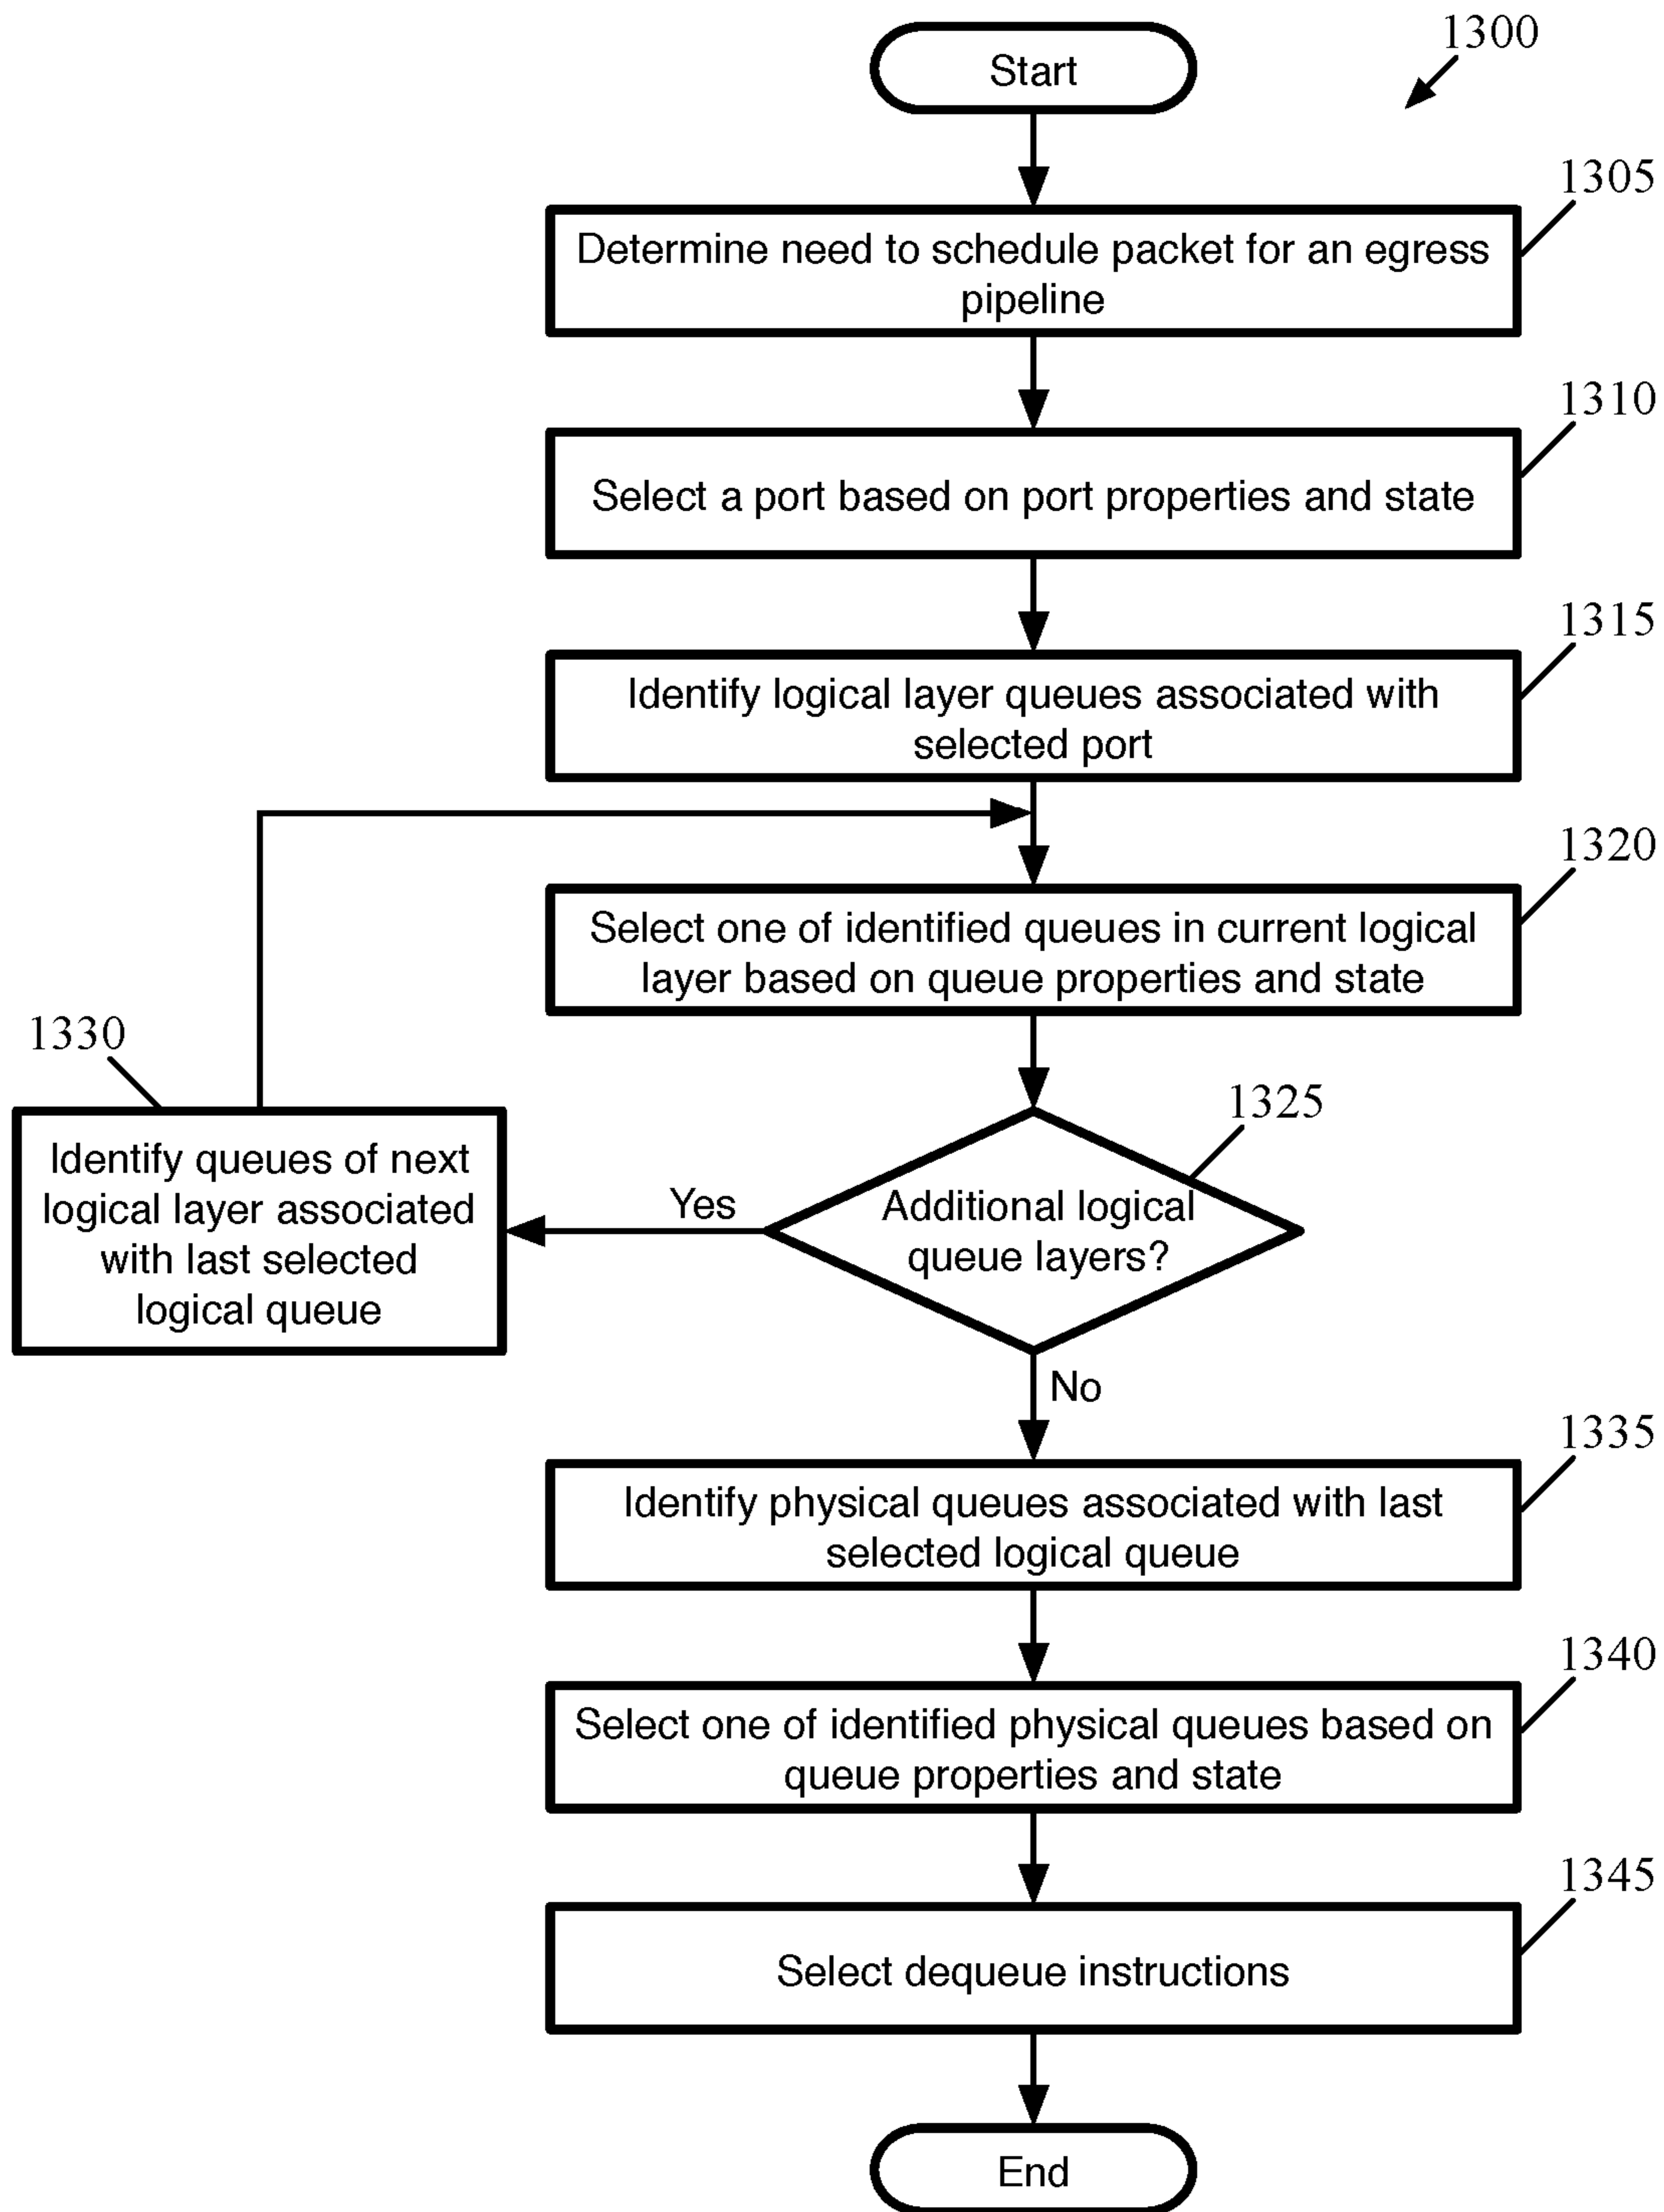 Start
1300
1305
Determine need to schedule packet for an egress
pipeline
1310
Select a port based on port properties and state
1315
Identify logical layer queues associated with
selected port
1320
Select one of identified queues in current logical
layer based on queue properties and state
1330
Identify queues of next
logical layer associated
with last selected
logical queue
Yes
1325
Additional logical
queue layers?
No
1335
Identify physical queues associated with last
selected logical queue
1340
Select one of identified physical queues based on
queue properties and state
1345
Select dequeue instructions
End